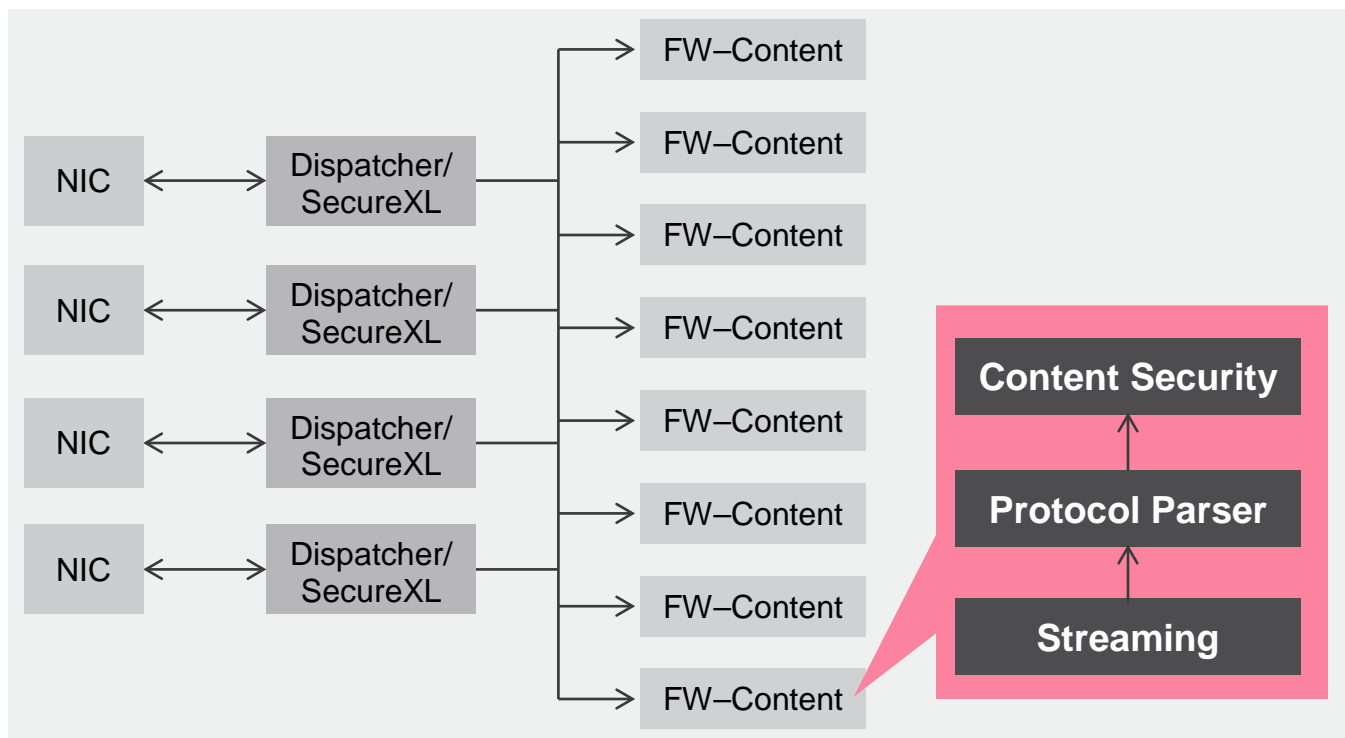 NIC
NIC
NIC
NIC
Dispatcher/
SecureXL
Dispatcher/
SecureXL
Dispatcher/
SecureXL
Dispatcher/
SecureXL
FW–Content
FW–Content
FW–Content
FW–Content
FW–Content
FW–Content
FW–Content
FW–Content
Content Security
Protocol Parser
Streaming